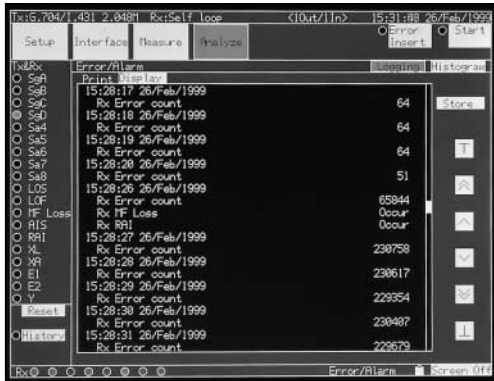 Tx:G.704/I.431 2.048M Rx:Self loop <1Out/1In> 15:31:08 26/Feb/1999
Setup Interface Measure Analyze Error Insert Start
Tx&Rx Error/Alarm Logging Histogram
Print Display
SgA
SgB
SgC
SgD
Sa4
Sa5
Sa6
Sa7
Sa8
LOS
LOF
MF Loss
AIS
RAI
XL
XR
E1
E2
Y
Reset
History
15:28:17 26/Feb/1999
Rx Error count 64
15:28:18 26/Feb/1999
Rx Error count 64
15:28:19 26/Feb/1999
Rx Error count 64
15:28:20 26/Feb/1999
Rx Error count 51
15:28:26 26/Feb/1999
Rx Error count 65844
Rx MF Loss Occur
Rx RAI Occur
15:28:27 26/Feb/1999
Rx Error count 230758
15:28:28 26/Feb/1999
Rx Error count 230617
15:28:29 26/Feb/1999
Rx Error count 229354
15:28:30 26/Feb/1999
Rx Error count 230407
15:28:31 26/Feb/1999
Rx Error count 229679
Store
Rx
Error/Alarm Screen Off